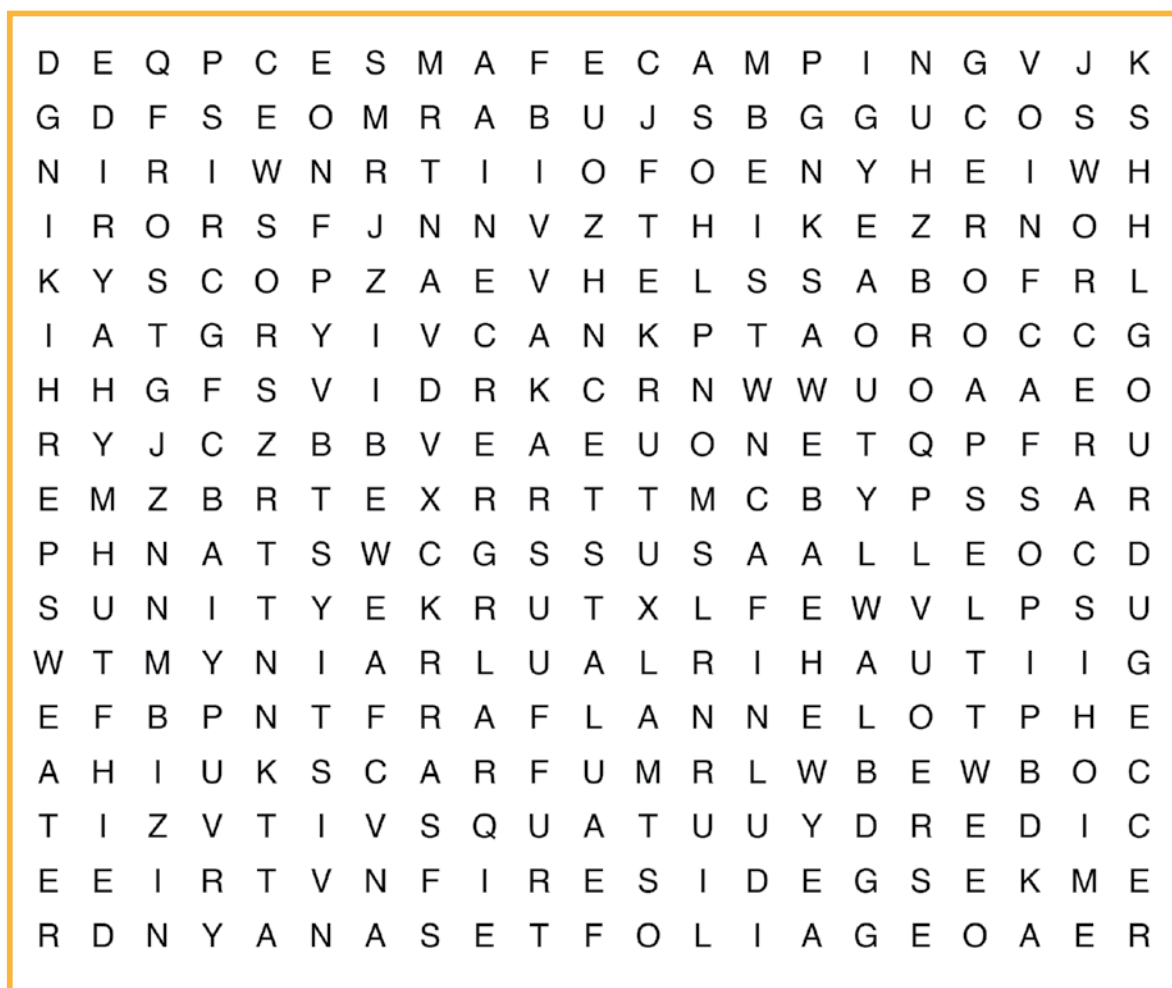 D E Q P C E S M A F E C A M P I N G V J K
G D F S E O M R A B U J S B G G U C O S S
N I R I W N R T I I O F O E N Y H E I W H
I R O R S F J N N V Z T H I K E Z R N O H
K Y S C O P Z A E V H E L S S A B O F R L
I A T G R Y I V C A N K P T A O R O C C G
H H G F S V I D R K C R N W W U O A A E O
R Y J C Z B B V E A E U O N E T Q P F R U
E M Z B R T E X R R T T M C B Y P S S A R
P H N A T S W C G S S U S A A L L E O C D
S U N I T Y E K R U T X L F E W V L P S U
W T M Y N I A R L U A L R I H A U T I I G
E F B P N T F R A F L A N N E L O T P H E
A H I U K S C A R F U M R L W B E W B O C
T I Z V T I V S Q U A T U U Y D R E D I C
E E I R T V N F I R E S I D E G S E K M E
R D N Y A N A S E T F O L I A G E O A E R